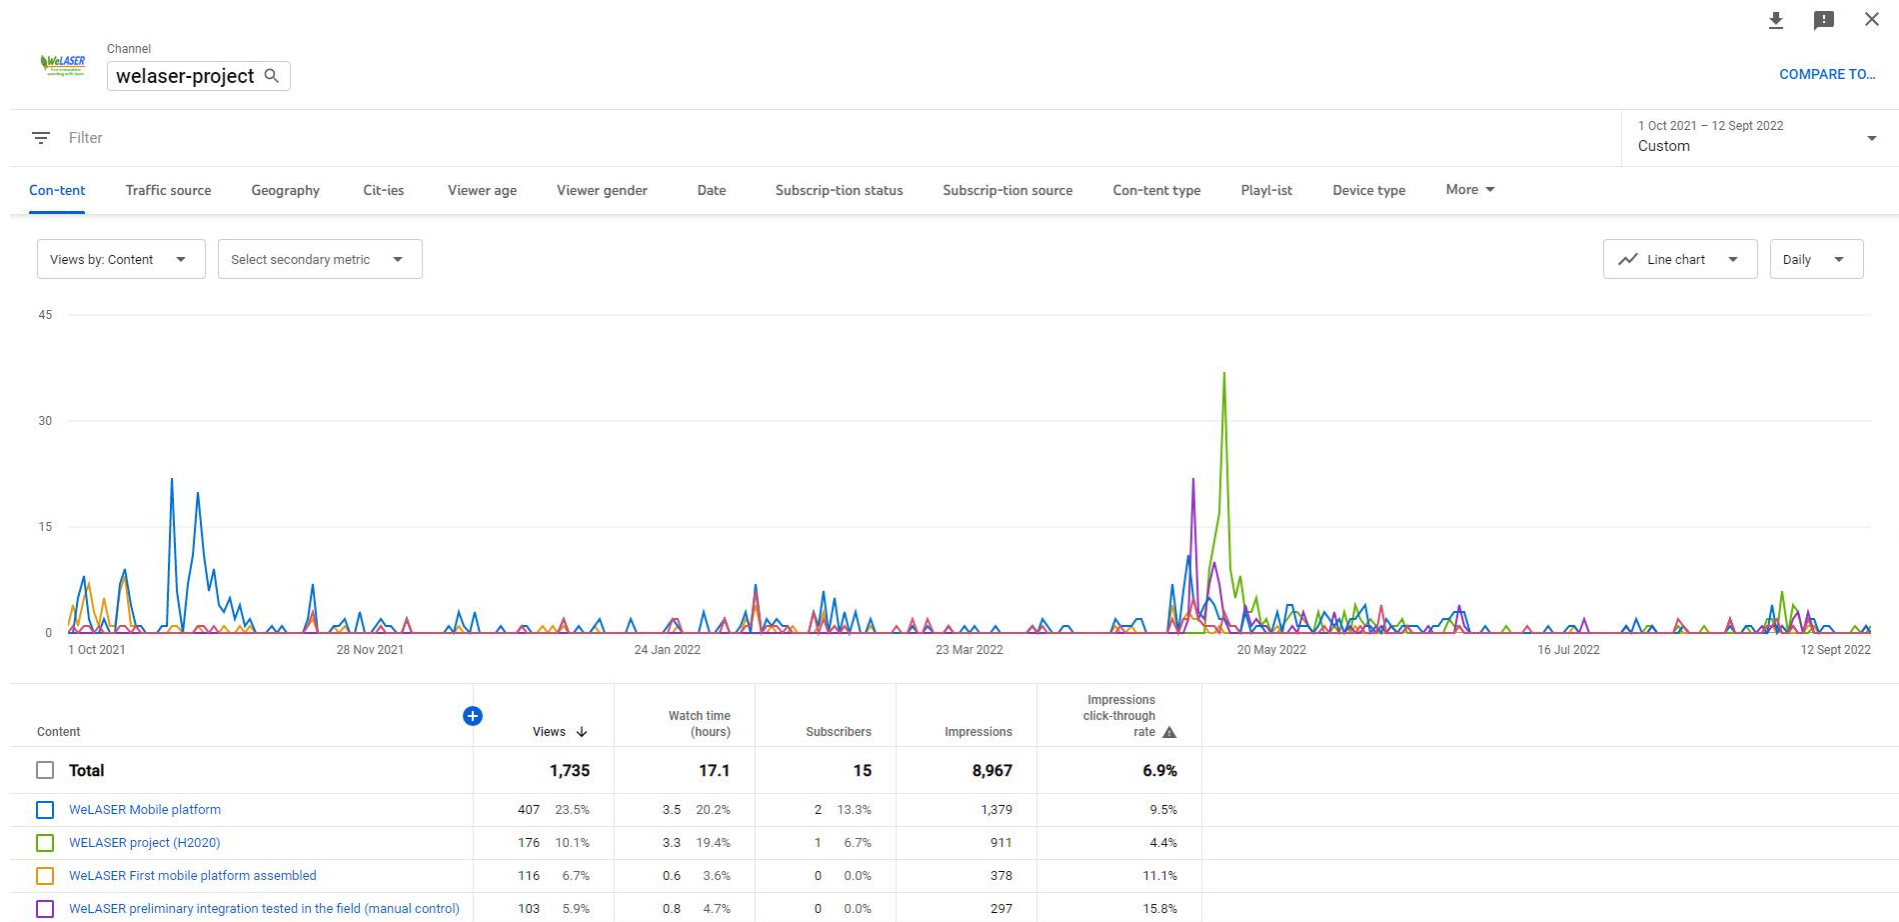 Channel
WeLASER
welaser-project
COMPARE TO...
Filter
1 Oct 2021 – 12 Sept 2022
Custom
Con-tent Traffic source Geography Cit-ies Viewer age Viewer gender Date Subscrip-tion status Subscrip-tion source Con-tent type Playl-ist Device type More
Views by: Content Select secondary metric Line chart Daily
45
30
15
0
1 Oct 2021 28 Nov 2021 24 Jan 2022 23 Mar 2022 20 May 2022 16 Jul 2022 12 Sept 2022
Impressions
Watch time click-through
Content Views (hours) Subscribers Impressions rate
Total 1,735 17.1 15 8,967 6.9%
WeLASER Mobile platform 407 23.5% 3.5 20.2% 2 13.3% 1,379 9.5%
WELASER project (H2020) 176 10.1% 3.3 19.4% 1 6.7% 911 4.4%
WeLASER First mobile platform assembled 116 6.7% 0.6 3.6% 0 0.0% 378 11.1%
WeLASER preliminary integration tested in the field (manual control) 103 5.9% 0.8 4.7% 0 0.0% 297 15.8%